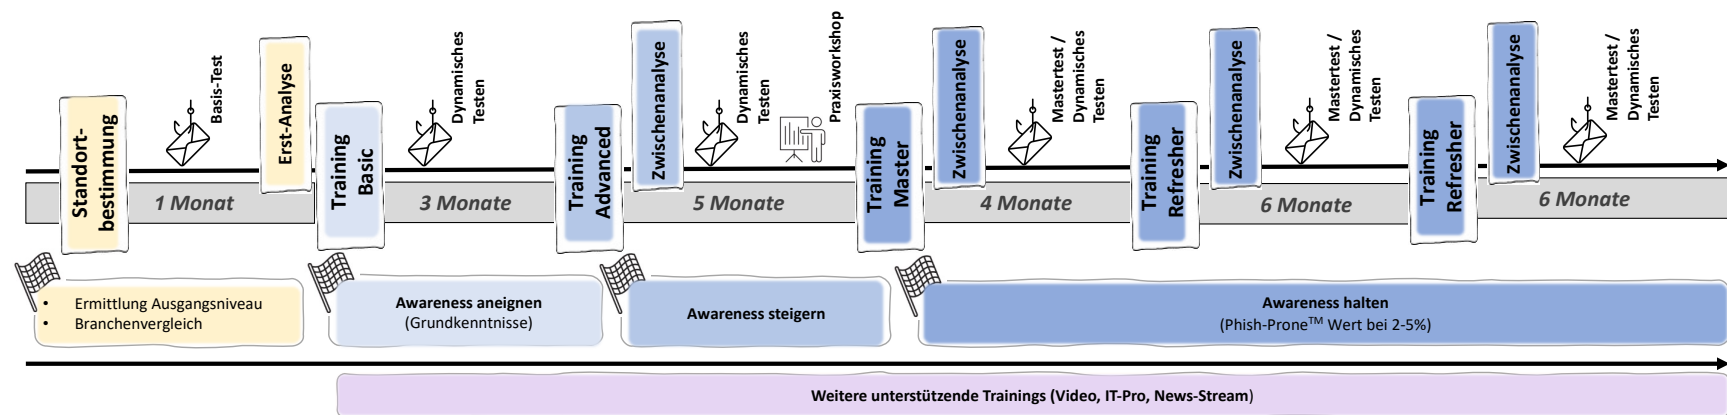 Standort-
bestimmung
Basis-Test
Erst-Analyse
Training
Basic
Dynamisches
Testen
Training
Advanced
Zwischenanalyse
Dynamisches
Testen
Praxisworkshop
Training
Master
Zwischenanalyse
Mastertest /
Dynamisches
Testen
Training
Refresher
Zwischenanalyse
Mastertest /
Dynamisches
Testen
Training
Refresher
Zwischenanalyse
Mastertest /
Dynamisches
Testen
1 Monat
3 Monate
5 Monate
4 Monate
6 Monate
6 Monate
• Ermittlung Ausgangsniveau
• Branchenvergleich
Awareness aneignen
(Grundkenntnisse)
Awareness steigern
Awareness halten
(Phish-Prone™ Wert bei 2-5%)
Weitere unterstützende Trainings (Video, IT-Pro, News-Stream)